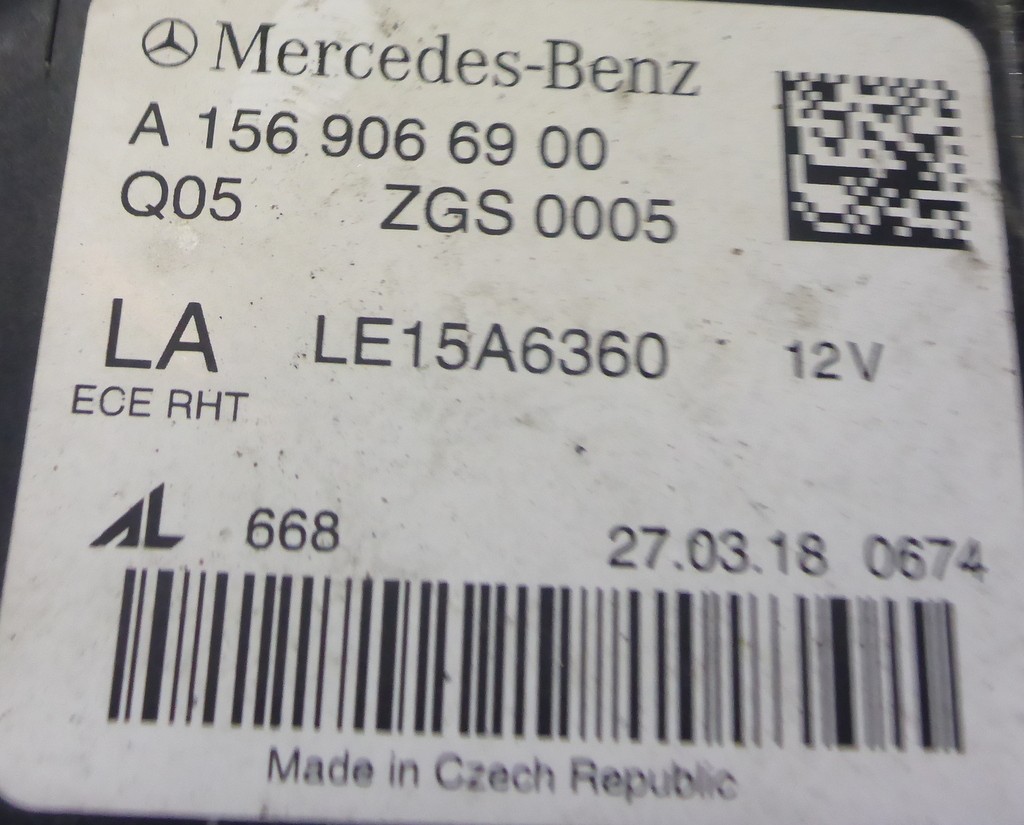 Mercedes-Benz
A 156 906 69 00
Q05 ZGS 0005
LA LE15A6360 12V
ECE RHT
AL 668 27.03.18 0674
Made in Czech Republic